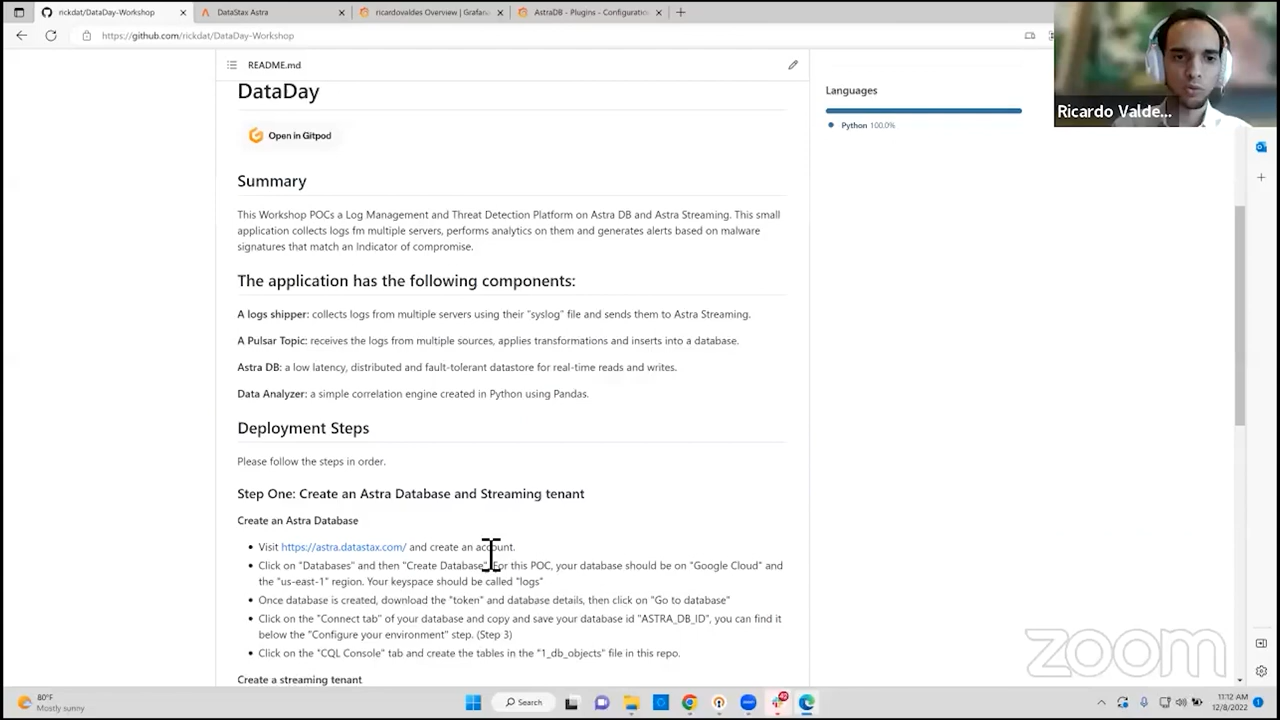 rickdat/DataDay-Workshop
DataStax Astra
ricardovaldes Overview | Grafan
AstraDB - Plugins - Configuratio
https://github.com/rickdat/DataDay-Workshop
README.md
DataDay
Open in Gitpod
Summary
This Workshop POCs a Log Management and Threat Detection Platform on Astra DB and Astra Streaming. This small
application collects logs fm multiple servers, performs analytics on them and generates alerts based on malware
signatures that match an Indicator of compromise.
The application has the following components:
A logs shipper: collects logs from multiple servers using their "syslog" file and sends them to Astra Streaming.
A Pulsar Topic: receives the logs from multiple sources, applies transformations and inserts into a database.
Astra DB: a low latency, distributed and fault-tolerant datastore for real-time reads and writes.
Data Analyzer: a simple correlation engine created in Python using Pandas.
Deployment Steps
Please follow the steps in order.
Step One: Create an Astra Database and Streaming tenant
Create an Astra Database
• Visit https://astra.datastax.com/ and create an account.
• Click on "Databases" and then "Create Database". For this POC, your database should be on "Google Cloud" and
the "us-east-1" region. Your keyspace should be called "logs"
• Once database is created, download the "token" and database details, then click on "Go to database"
• Click on the "Connect tab" of your database and copy and save your database id "ASTRA_DB_ID", you can find it
below the "Configure your environment" step. (Step 3)
• Click on the "CQL Console" tab and create the tables in the "1_db_objects" file in this repo.
Create a streaming tenant
Languages
Python 100.0%
Ricardo Valde...
zoom
80°F
Mostly sunny
Search
11:12 AM
12/8/2022